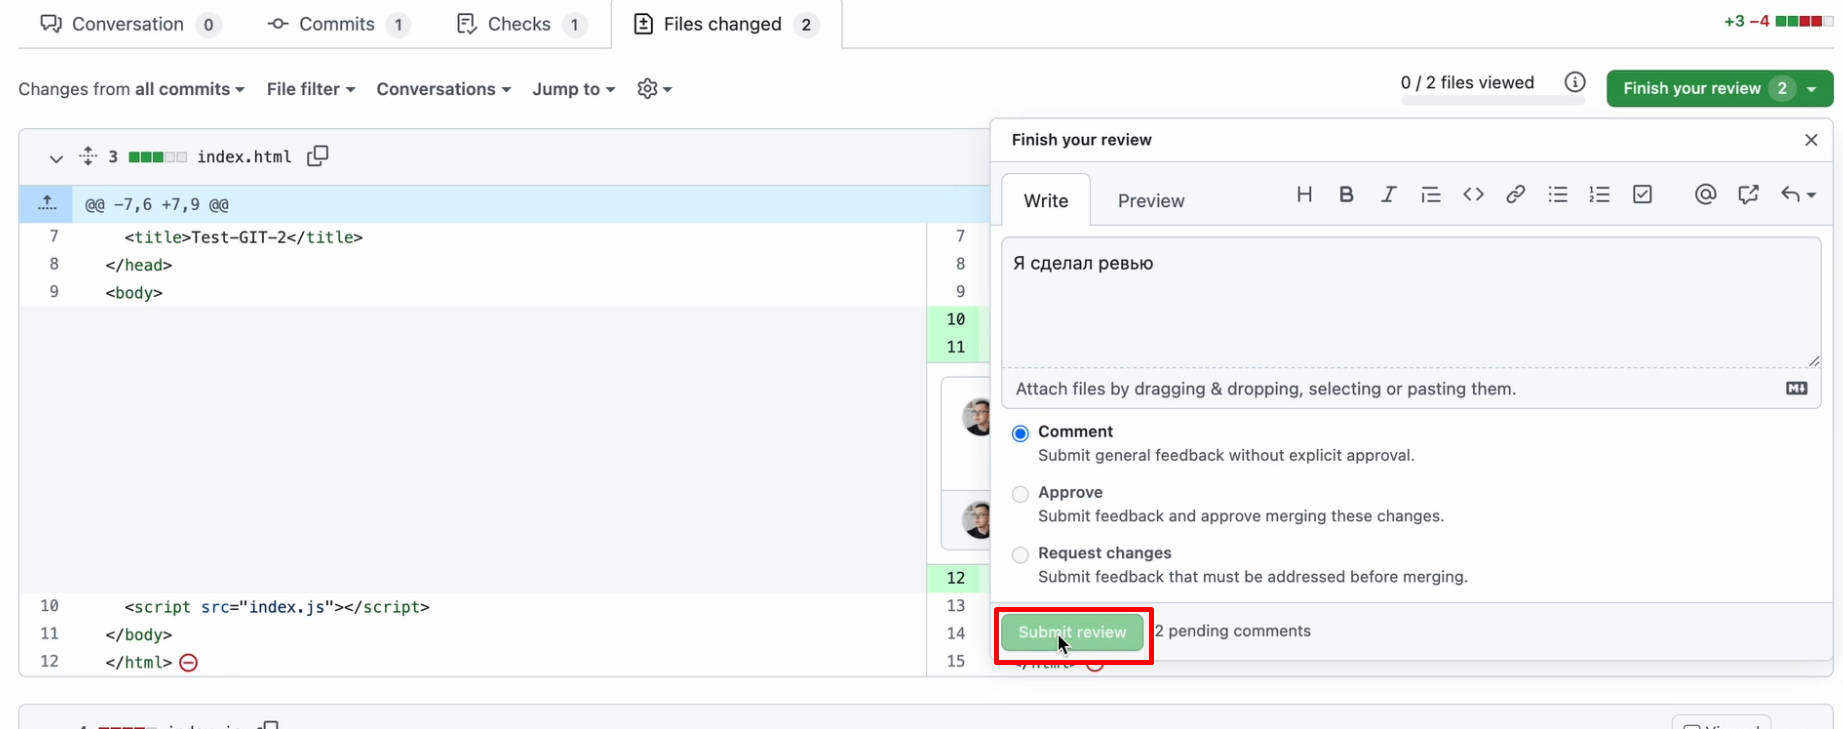 Conversation 0 Commits 1 Checks 1 Files changed 2 +3 −4
Changes from all commits File filter Conversations Jump to 0 / 2 files viewed Finish your review 2
3 index.html
@@ -7,6 +7,9 @@
7 <title>Test-GIT-2</title> 7
8 </head> 8
9 <body> 9
10
11
12
10 <script src="index.js"></script> 13
11 </body> 14
12 </html> 15
Finish your review
Write Preview
Я сделал ревью
Attach files by dragging & dropping, selecting or pasting them.
Comment
Submit general feedback without explicit approval.
Approve
Submit feedback and approve merging these changes.
Request changes
Submit feedback that must be addressed before merging.
Submit review 2 pending comments